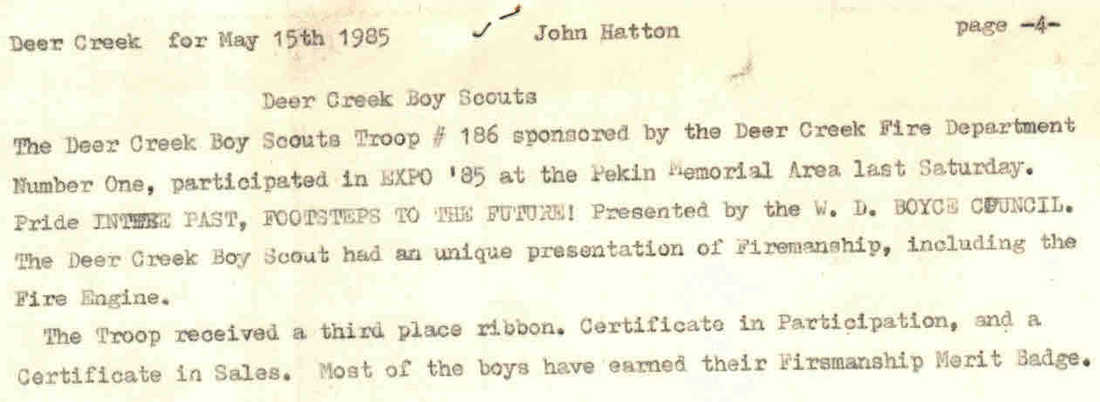 Deer Creek for May 15th 1985 John Hatton page -4-
Deer Creek Boy Scouts
The Deer Creek Boy Scouts Troop # 186 sponsored by the Deer Creek Fire Department
Number One, participated in EXPO '85 at the Pekin Memorial Area last Saturday.
Pride INTHE PAST, FOOTSTEPS TO THE FUTURE! Presented by the W. D. BOYCE COUNCIL.
The Deer Creek Boy Scout had an unique presentation of Firemanship, including the
Fire Engine.
The Troop received a third place ribbon. Certificate in Participation, and a
Certificate in Sales. Most of the boys have earned their Firsmanship Merit Badge.